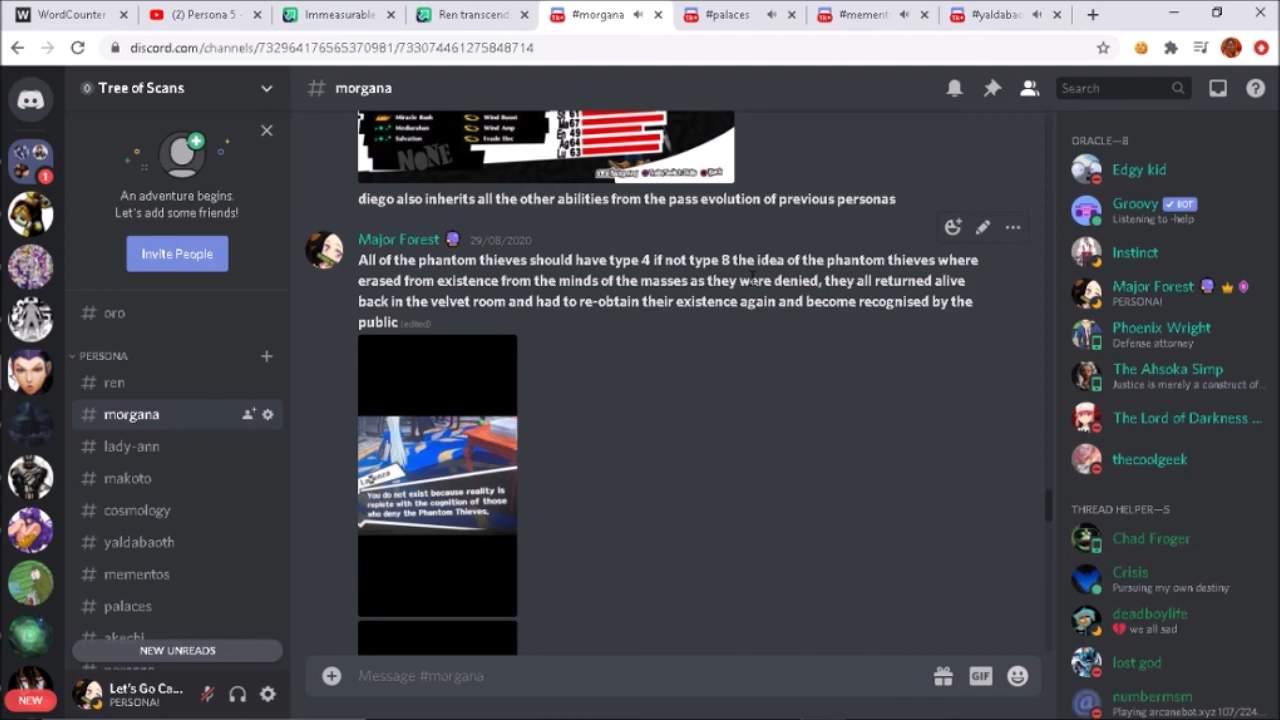 WordCounter
(2) Persona 5 -
Immeasurable
Ren transcend
#morgana
#palaces
#mement
#yaldabao
discord.com/channels/732964176565370981/733074461275848714
Tree of Scans
# morgana
Search
An adventure begins.
Let's add some friends!
Invite People
# oro
PERSONA
# ren
# morgana
# lady-ann
# makoto
# cosmology
# yaldabaoth
# mementos
# palaces
# akechi
NEW UNREADS
NEW
1
Let's Go Ca...
PERSONA!
Miracle Rush
Mediarahan
Salvation
Wind Boost
Wind Amp
Evade Elec
NONE
diego also inherits all the other abilities from the pass evolution of previous personas
Major Forest 29/08/2020
All of the phantom thieves should have type 4 if not type 8 the idea of the phantom thieves where
erased from existence from the minds of the masses as they were denied, they all returned alive
back in the velvet room and had to re-obtain their existence again and become recognised by the
public (edited)
Lavenza
You do not exist because reality is
replete with the cognition of those
who deny the Phantom Thieves.
Message #morgana
GIF
ORACLE—8
Edgy kid
Groovy BOT
Listening to -help
Instinct
Major Forest
PERSONA!
Phoenix Wright
Defense attorney
The Ahsoka Simp
Justice is merely a construct of...
The Lord of Darkness ...
thecoolgeek
THREAD HELPER—5
Chad Froger
Crisis
Pursuing my own destiny
deadboylife
we all sad
lost god
numbermsm
Playing arcanebot.xyz 107/224...